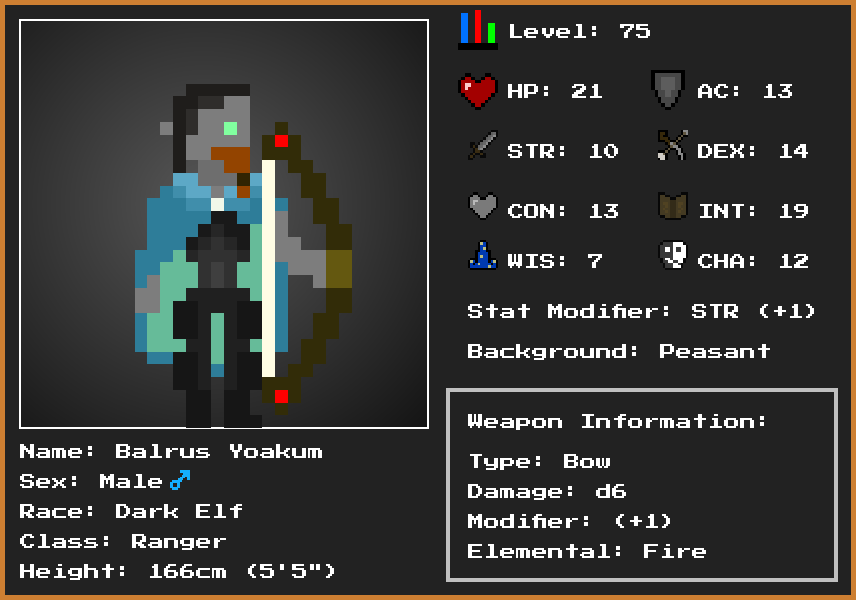 Level: 75
HP: 21
AC: 13
STR: 10
DEX: 14
CON: 13
INT: 19
WIS: 7
CHA: 12
Stat Modifier: STR (+1)
Background: Peasant
Weapon Information:
Type: Bow
Damage: d6
Modifier: (+1)
Elemental: Fire
Name: Balrus Yoakum
Sex: Male ♂
Race: Dark Elf
Class: Ranger
Height: 166cm (5'5")